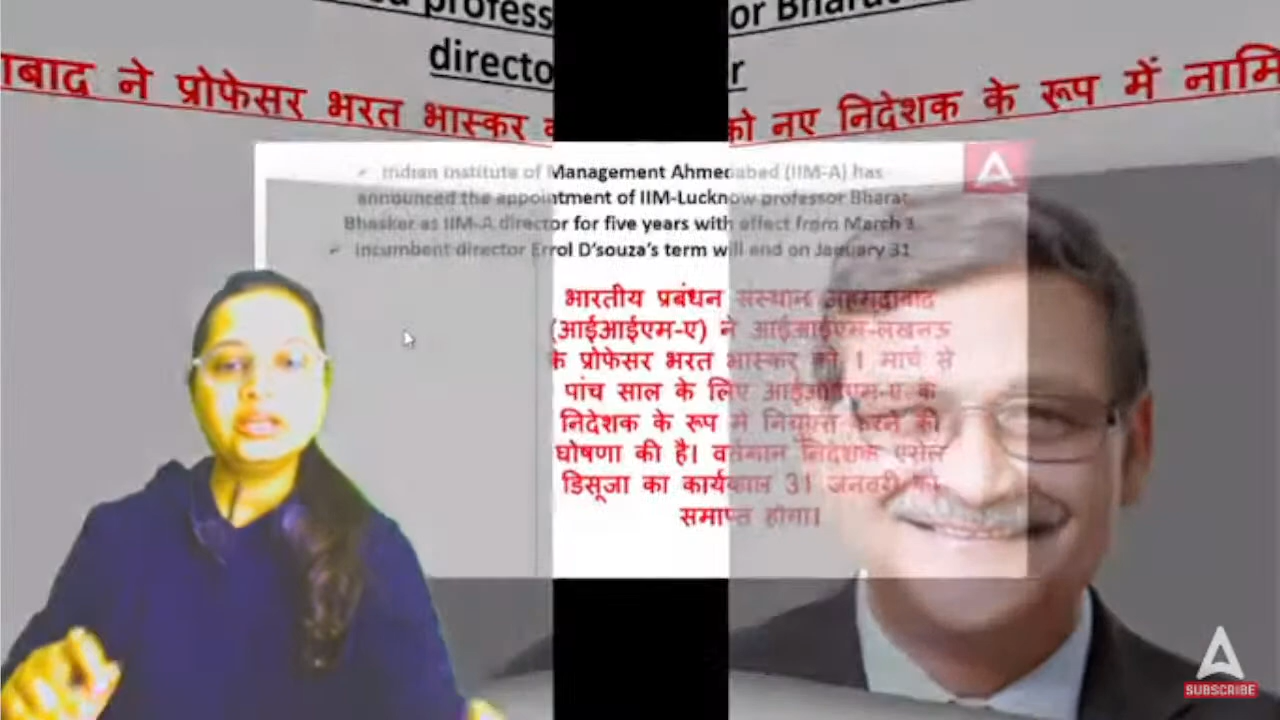 profess or Bharat
directo r
ाबाद ने प्रोफेसर भरत भास्कर को नए निदेशक के रूप में नामि
Indian Institute of Management Ahmedabad (IIM-A) has
announced the appointment of IIM-Lucknow professor Bharat
Bhasker as IIM-A director for five years with effect from March 1
incumbent director Errol D'souza's term will end on January 31
भारतीय प्रबंधन संस्थान अहमदाबाद
(आईआईएम-ए) ने आईआईएम-लखनऊ
के प्रोफेसर भरत भास्कर को 1 मार्च से
पांच साल के लिए आईआईएम-ए के
निदेशक के रूप में नियुक्त करने की
घोषणा की है। वर्तमान निदेशक एरोल
डिसूजा का कार्यकाल 31 जनवरी को
समाप्त होगा।
SUBSCRIBE